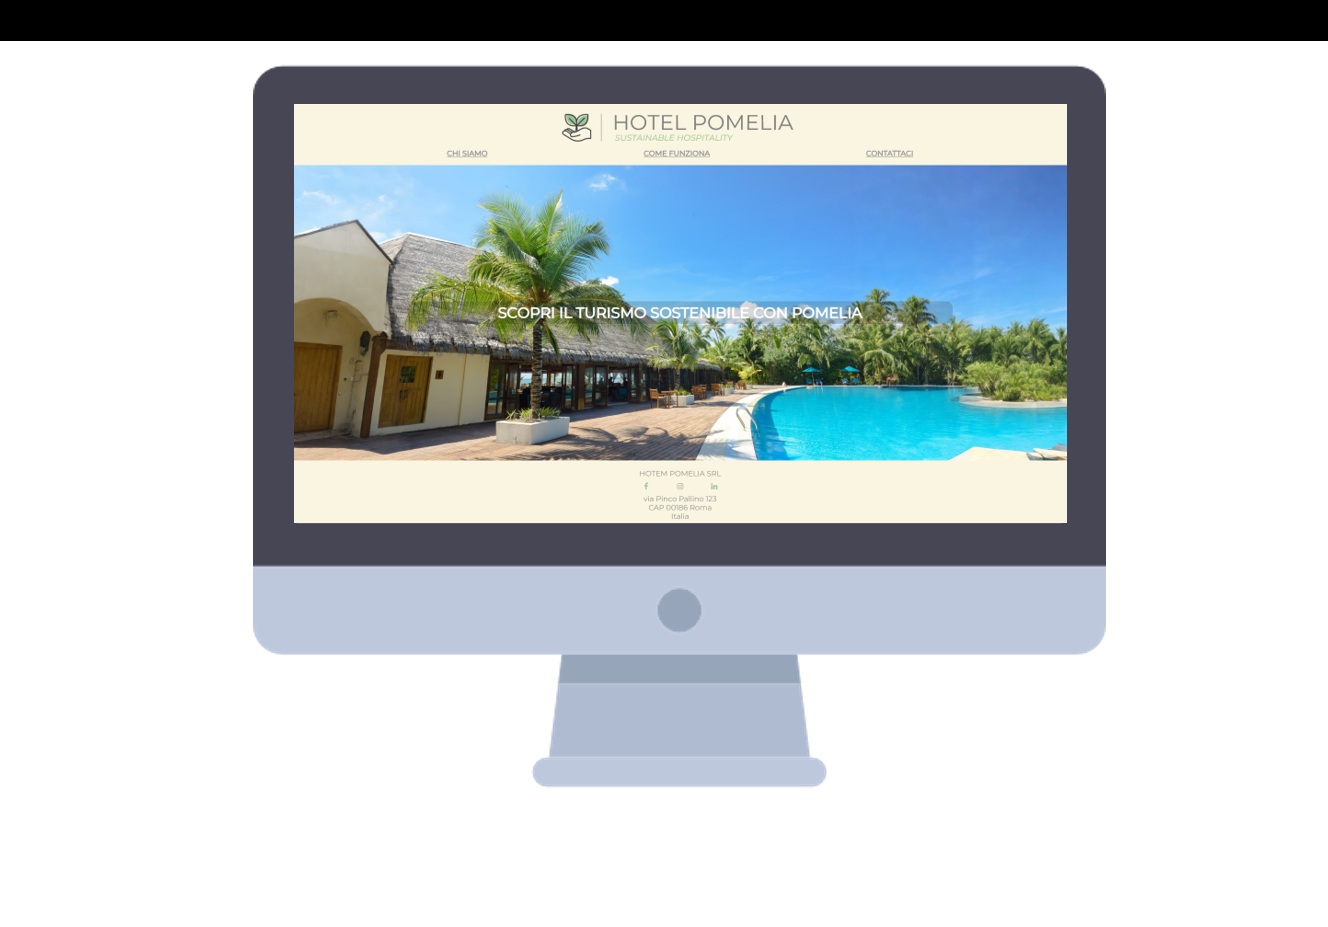 HOTEL POMELIA
SUSTAINABLE HOSPITALITY
CHI SIAMO COME FUNZIONA CONTATTACI
SCOPRI IL TURISMO SOSTENIBILE CON POMELIA
HOTEM POMELIA SRL
via Pinco Pallino 123
CAP 00186 Roma
Italia